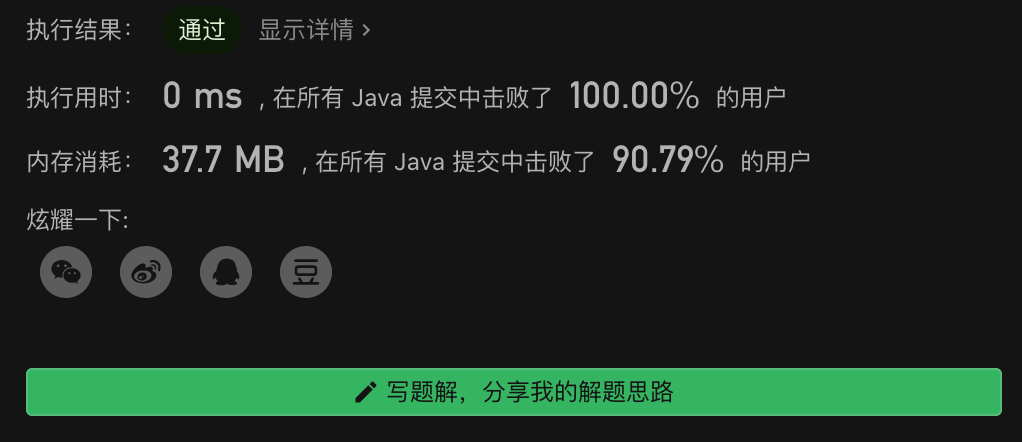 执行结果： 通过 显示详情 >
执行用时： 0 ms , 在所有 Java 提交中击败了 100.00% 的用户
内存消耗： 37.7 MB , 在所有 Java 提交中击败了 90.79% 的用户
炫耀一下:
豆
写题解，分享我的解题思路